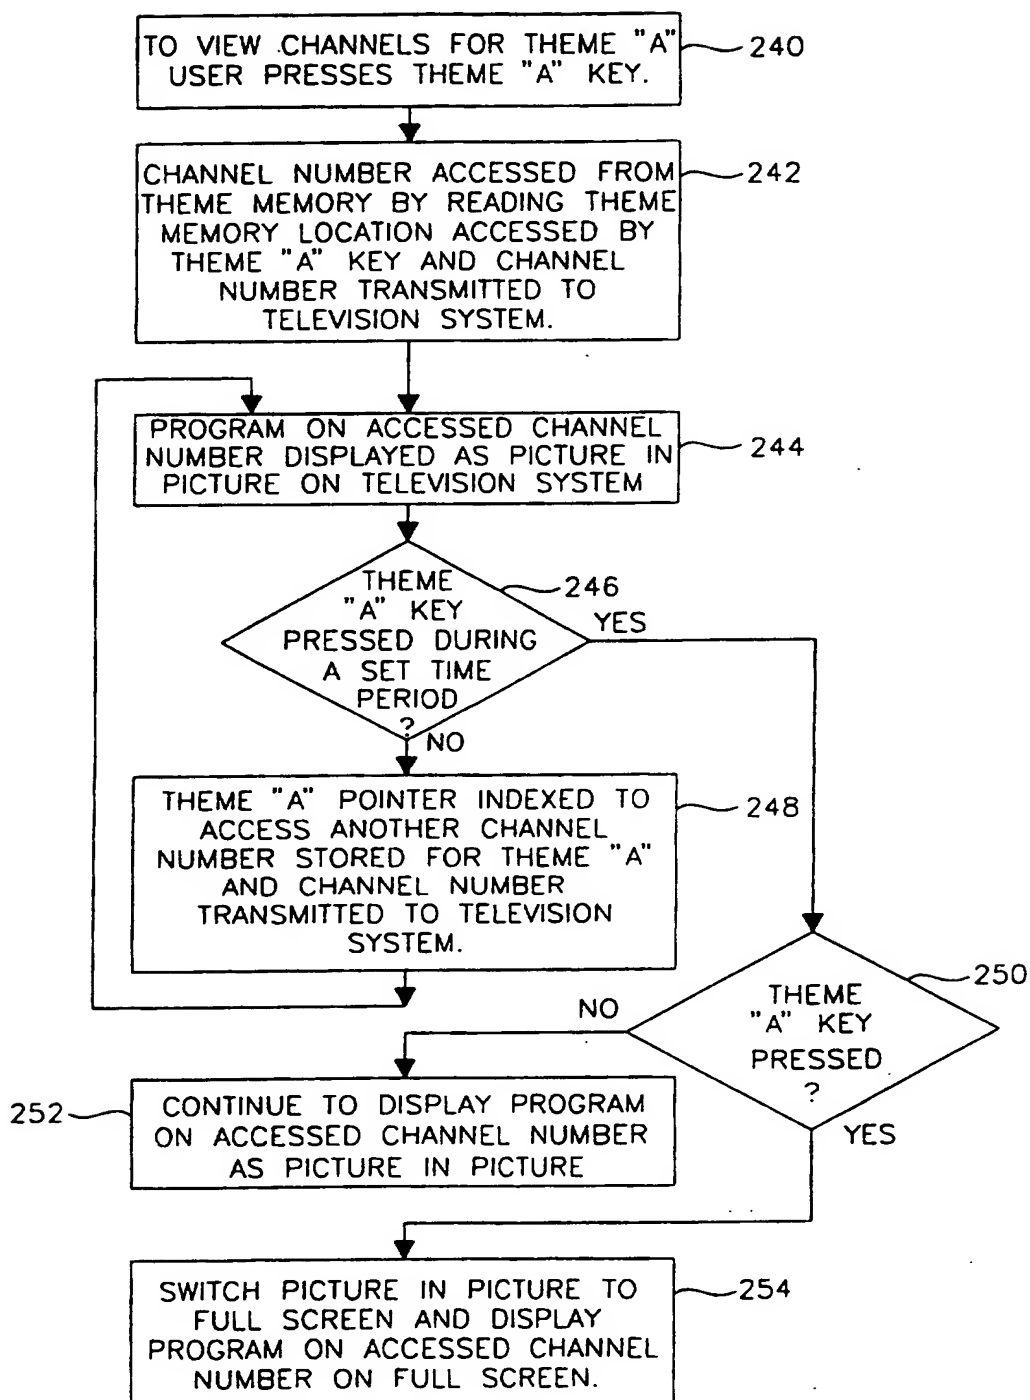 TO VIEW CHANNELS FOR THEME "A"
USER PRESSES THEME "A" KEY.
240
CHANNEL NUMBER ACCESSED FROM
THEME MEMORY BY READING THEME
MEMORY LOCATION ACCESSED BY
THEME "A" KEY AND CHANNEL
NUMBER TRANSMITTED TO
TELEVISION SYSTEM.
242
PROGRAM ON ACCESSED CHANNEL
NUMBER DISPLAYED AS PICTURE IN
PICTURE ON TELEVISION SYSTEM
244
THEME
"A" KEY
PRESSED DURING
A SET TIME
PERIOD
?
246
YES
NO
THEME "A" POINTER INDEXED TO
ACCESS ANOTHER CHANNEL
NUMBER STORED FOR THEME "A"
AND CHANNEL NUMBER
TRANSMITTED TO TELEVISION
SYSTEM.
248
THEME
"A" KEY
PRESSED
?
250
NO
YES
252
CONTINUE TO DISPLAY PROGRAM
ON ACCESSED CHANNEL NUMBER
AS PICTURE IN PICTURE
SWITCH PICTURE IN PICTURE TO
FULL SCREEN AND DISPLAY
PROGRAM ON ACCESSED CHANNEL
NUMBER ON FULL SCREEN.
254